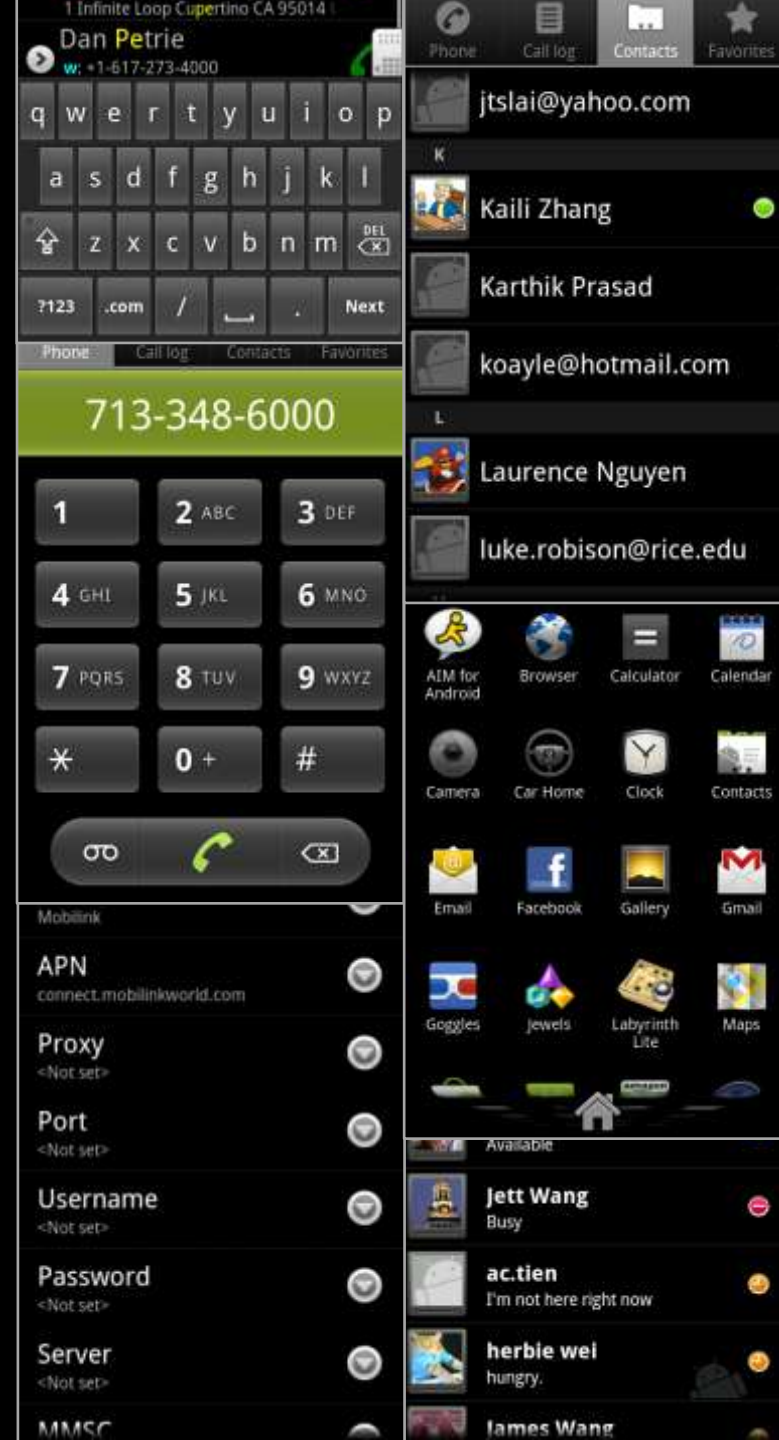 1 Infinite Loop Cupertino CA 95014
Dan Petrie
w: +1-617-273-4000
q w e r t y u i o p
a s d f g h j k l
z x c v b n m DEL
?123 .com / . Next
Phone Call log Contacts Favorites
713-348-6000
1 2 ABC 3 DEF
4 GHI 5 JKL 6 MNO
7 PQRS 8 TUV 9 WXYZ
* 0 + #
Mobilink
APN
connect.mobilinkworld.com
Proxy
<Not set>
Port
<Not set>
Username
<Not set>
Password
<Not set>
Server
<Not set>
MMSC
Phone Call log Contacts Favorites
jtslai@yahoo.com
K
Kaili Zhang
Karthik Prasad
koayle@hotmail.com
L
Laurence Nguyen
luke.robison@rice.edu
AIM for Android
Browser
Calculator
Calendar
Camera
Car Home
Clock
Contacts
Email
Facebook
Gallery
Gmail
Goggles
Jewels
Labyrinth Lite
Maps
amazon
Available
Jett Wang
Busy
ac.tien
I'm not here right now
herbie wei
hungry.
James Wang